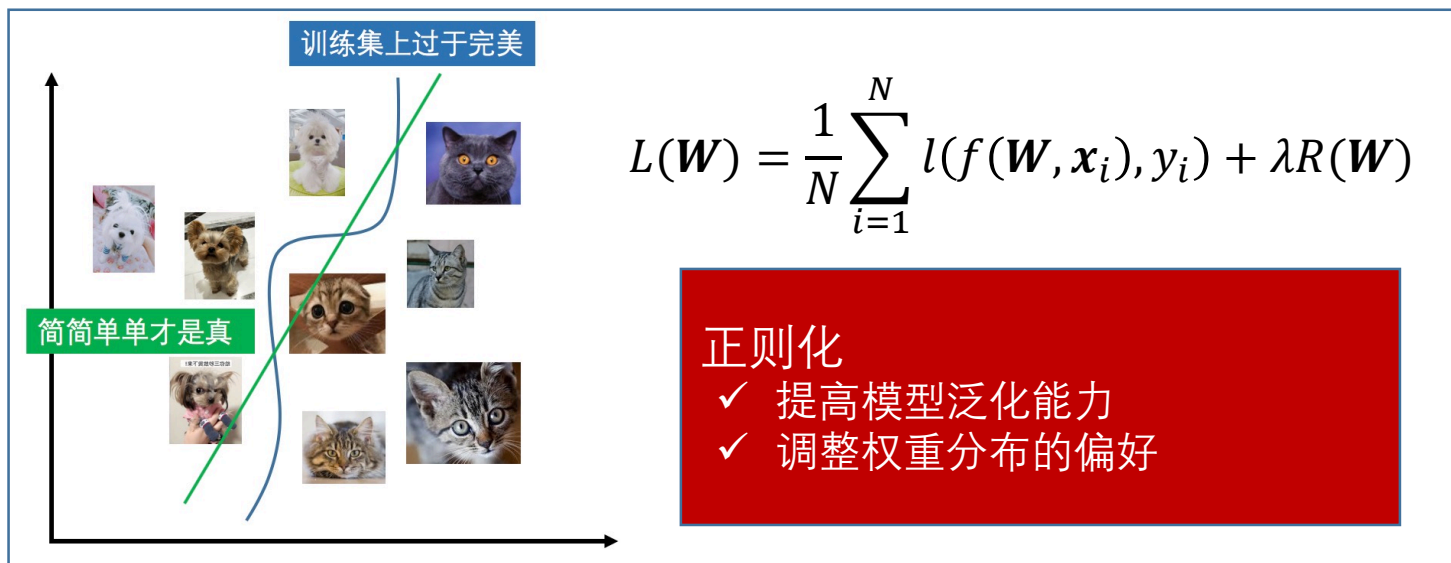 训练集上过于完美
简简单单才是真
L(W) = \frac{1}{N} \sum_{i=1}^{N} l(f(W, x_i), y_i) + λR(W)
正则化
✓ 提高模型泛化能力
✓ 调整权重分布的偏好